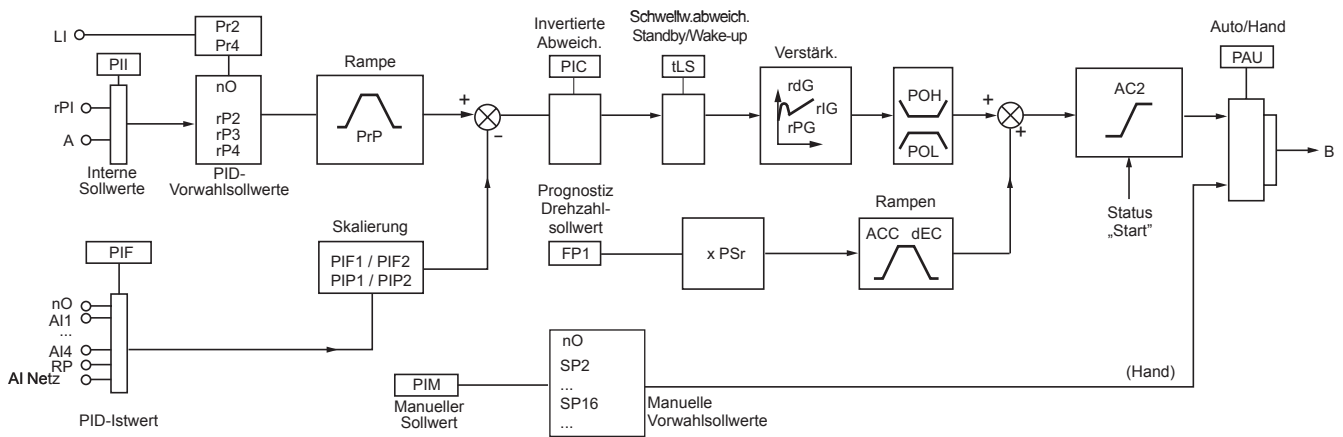 LI
Pr2
Pr4
PII
rPI
A
Interne
Sollwerte
nO
rP2
rP3
rP4
PID-
Vorwahlsollwerte
Rampe
PrP
+
−
Invertierte
Abweich.
PIC
Schwellw.abweich.
Standby/Wake-up
tLS
Verstärk.
rdG
rIG
rPG
POH
POL
+
+
AC2
Status
„Start”
Auto/Hand
PAU
B
PIF
nO
AI1
...
AI4
RP
AI Netz
PID-Istwert
Skalierung
PIF1 / PIF2
PIP1 / PIP2
Prognostiz
Drehzahl-
sollwert
FP1
x PSr
Rampen
ACC dEC
PIM
Manueller
Sollwert
nO
SP2
...
SP16
...
Manuelle
Vorwahlsollwerte
(Hand)